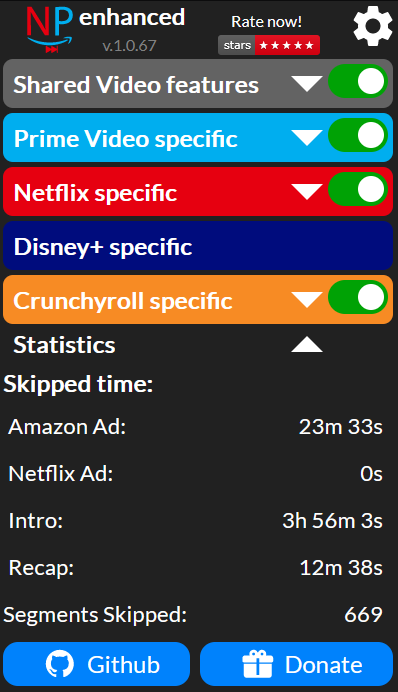 NP enhanced
Rate now!
v.1.0.67
stars ★★★★★
Shared Video features
Prime Video specific
Netflix specific
Disney+ specific
Crunchyroll specific
Statistics
Skipped time:
Amazon Ad: 23m 33s
Netflix Ad: 0s
Intro: 3h 56m 3s
Recap: 12m 38s
Segments Skipped: 669
Github Donate